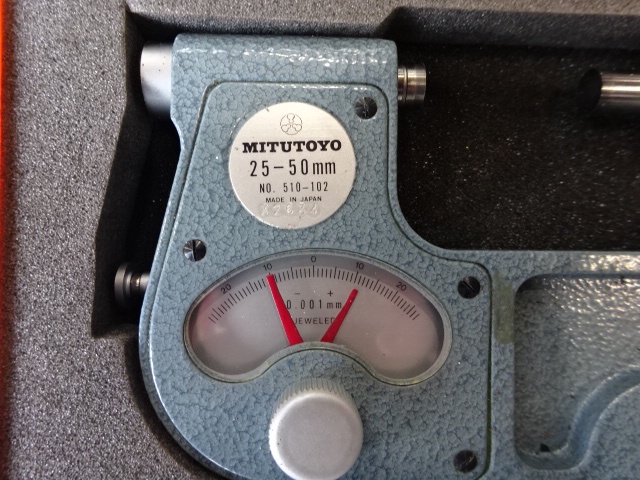 MITUTOYO
25-50mm
NO. 510-102
MADE IN JAPAN
20 10 0 10 20
- +
0.001mm
JEWELED